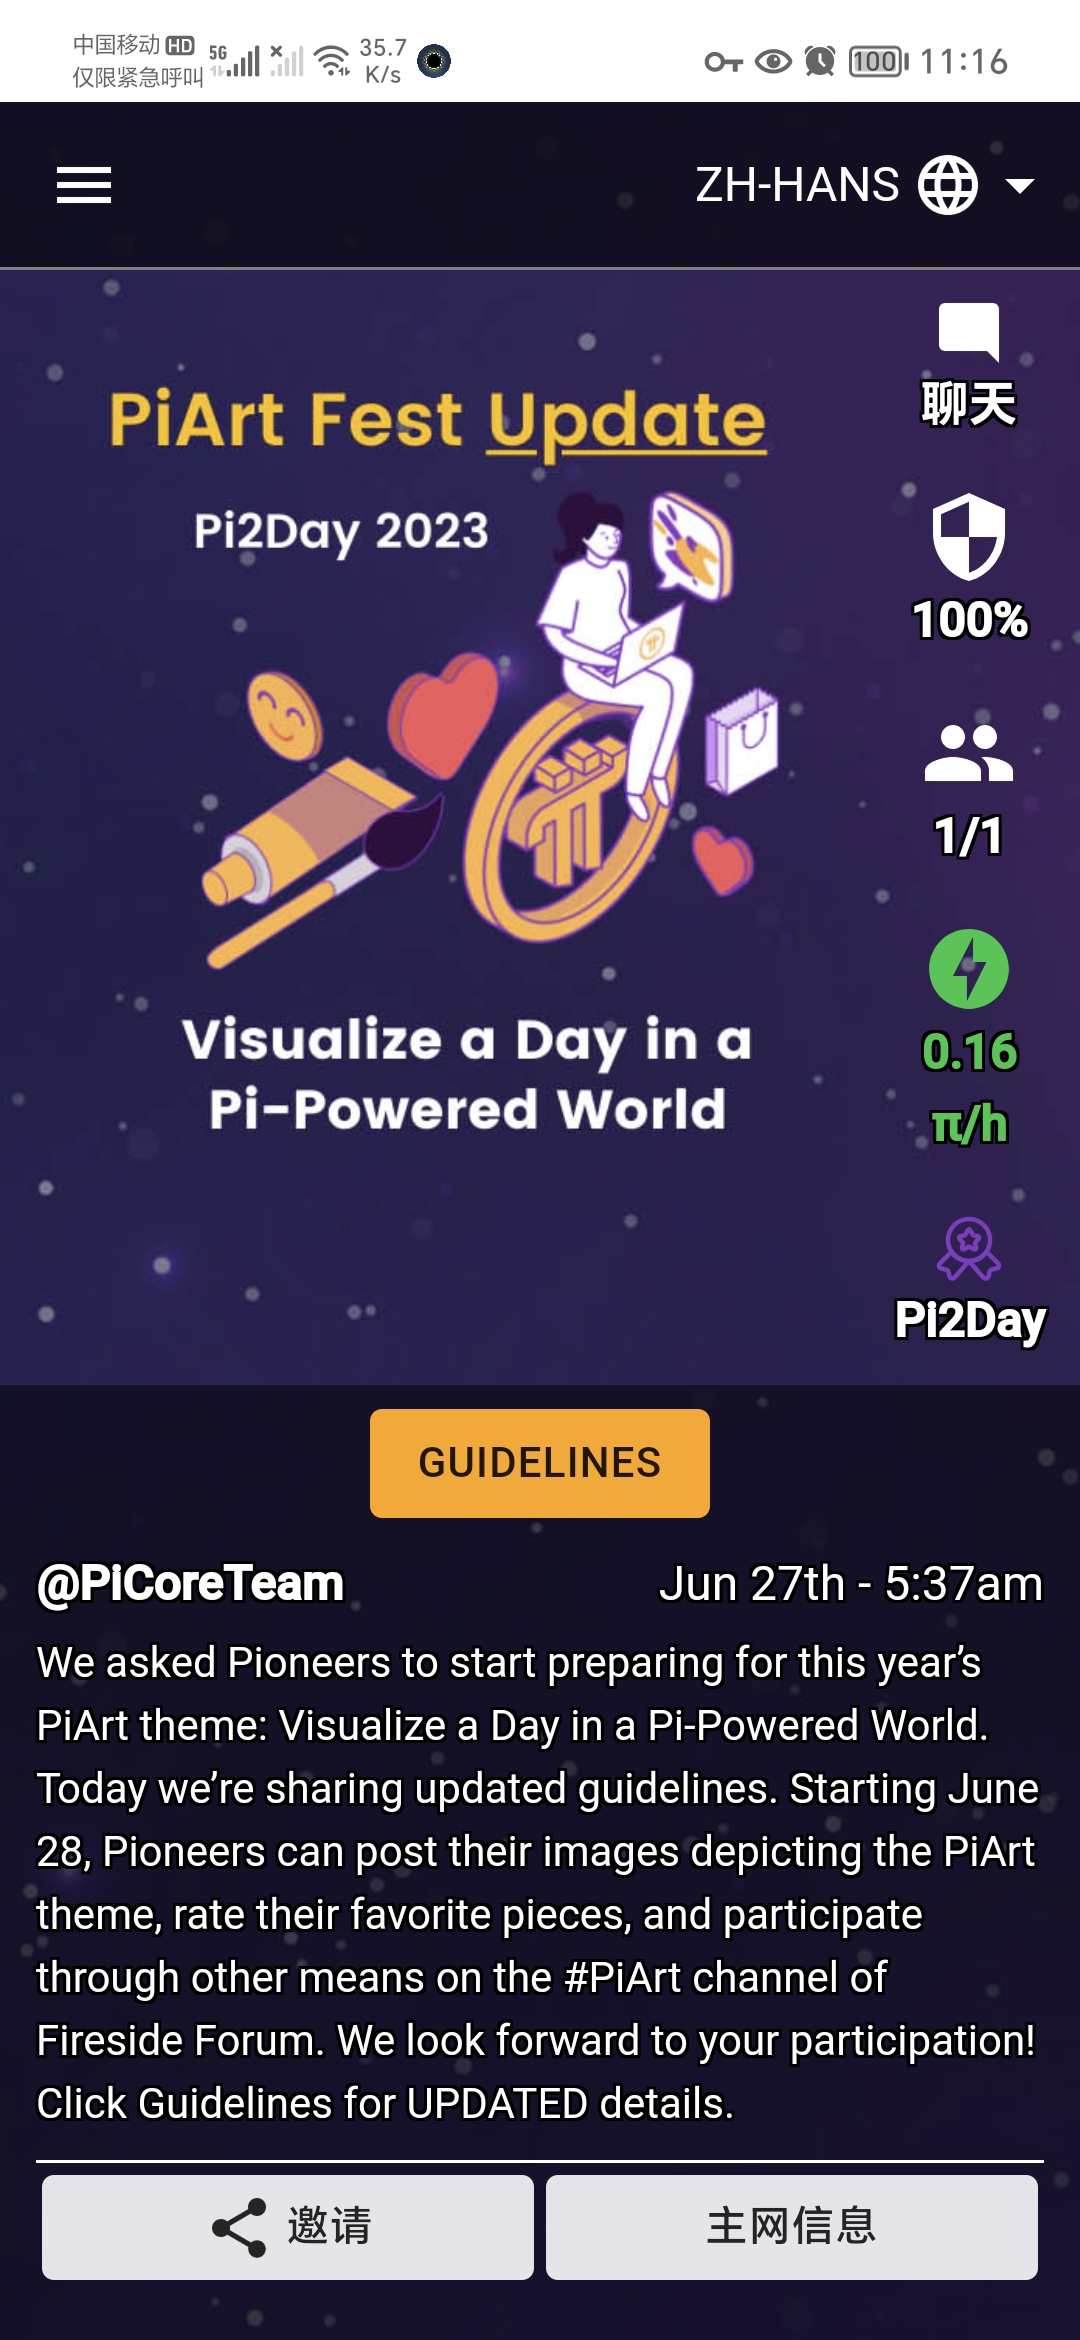 中国移动 HD 5G 35.7
仅限紧急呼叫 K/s 100 11:16
ZH-HANS
聊天
PiArt Fest Update
Pi2Day 2023
100%
1/1
0.16
π/h
Visualize a Day in a
Pi-Powered World
Pi2Day
GUIDELINES
@PiCoreTeam Jun 27th - 5:37am
We asked Pioneers to start preparing for this year’s
PiArt theme: Visualize a Day in a Pi-Powered World.
Today we’re sharing updated guidelines. Starting June
28, Pioneers can post their images depicting the PiArt
theme, rate their favorite pieces, and participate
through other means on the #PiArt channel of
Fireside Forum. We look forward to your participation!
Click Guidelines for UPDATED details.
邀请 主网信息